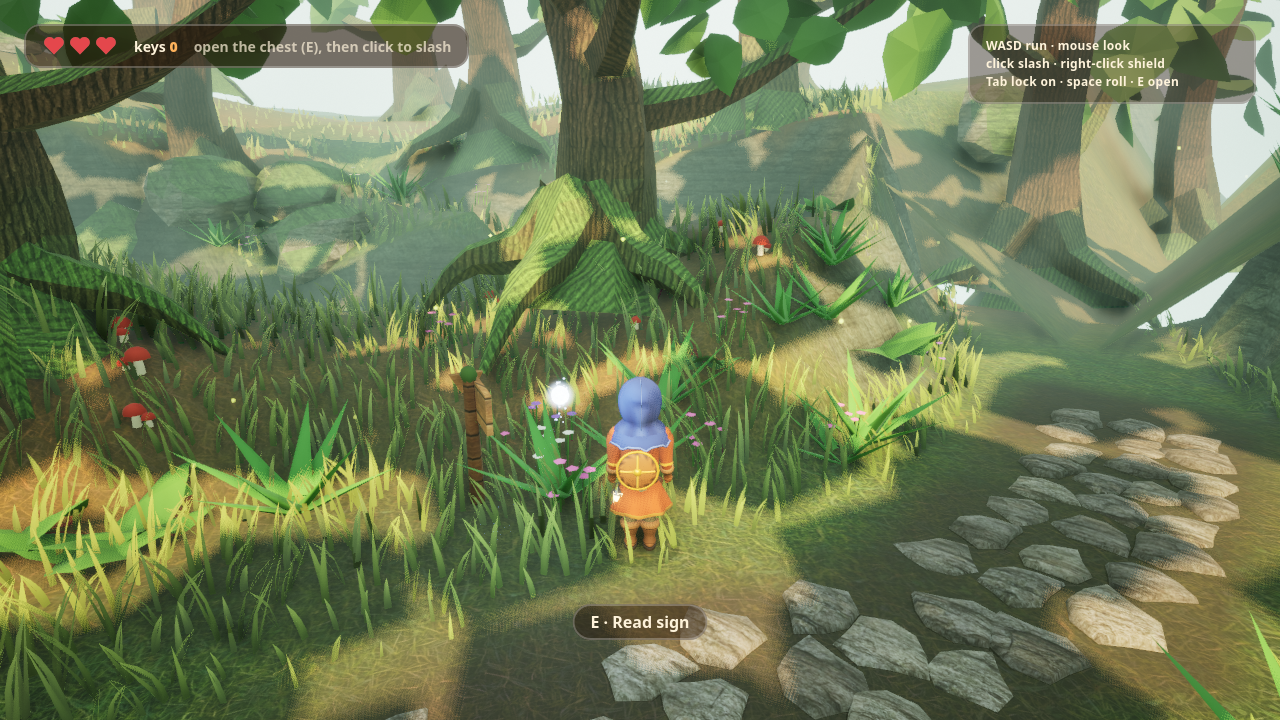 keys 0 open the chest (E), then click to slash
WASD run · mouse look
click slash · right-click shield
Tab lock on · space roll · E open
E · Read sign